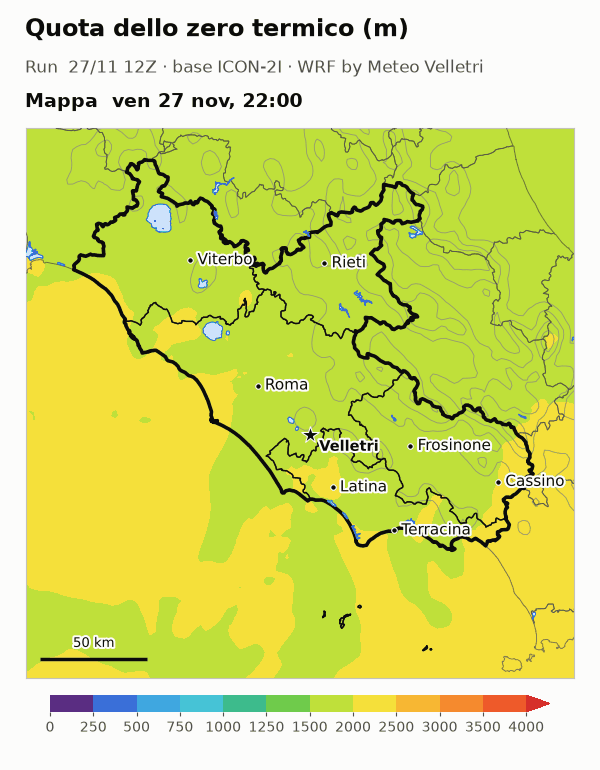 Quota dello zero termico (m)
Run  27/11 12Z · base ICON-2I · WRF by Meteo Velletri
Mappa  ven 27 nov, 22:00
Viterbo
Rieti
Roma
Velletri
Frosinone
Cassino
Latina
Terracina
50 km
0 250 500 750 1000 1250 1500 2000 2500 3000 3500 4000